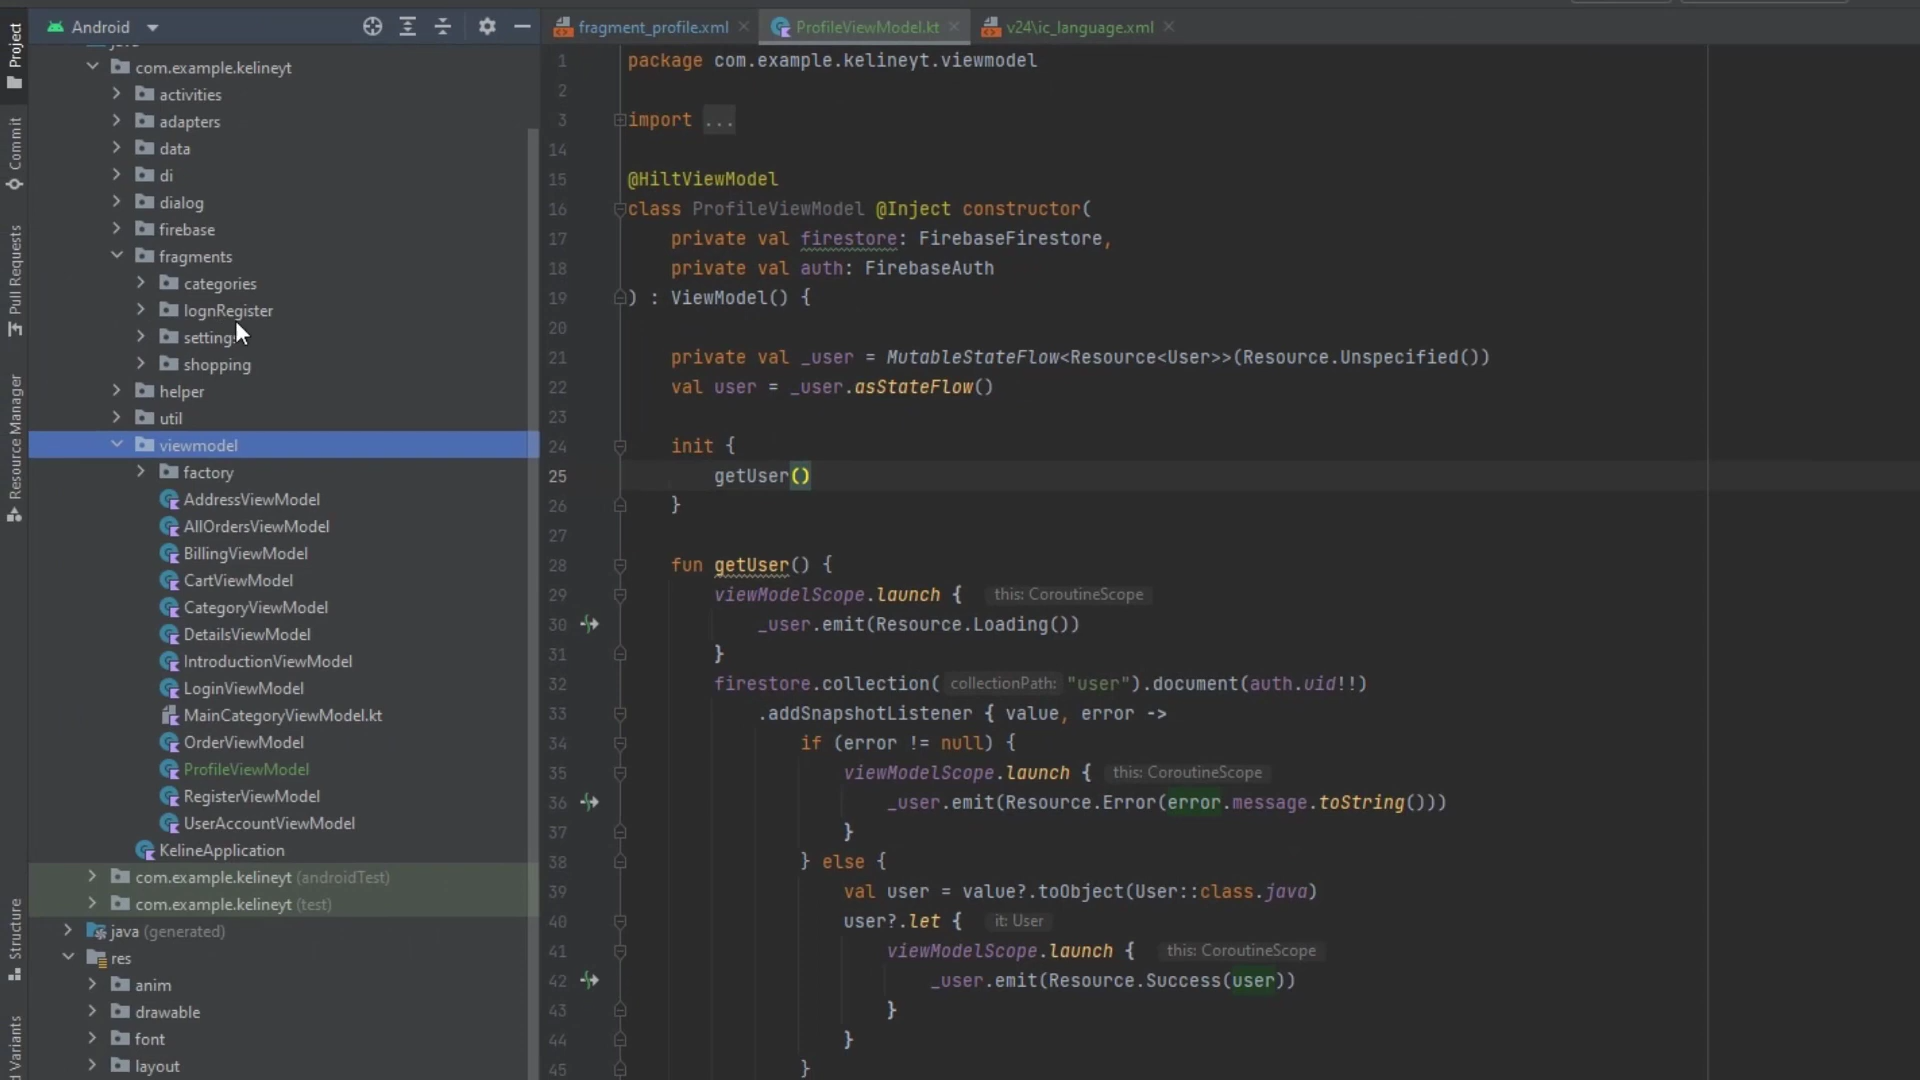 Android
fragment_profile.xml
ProfileViewModel.kt
v24\ic_language.xml
Project
Commit
Pull Requests
Resource Manager
Structure
com.example.kelineyt
activities
adapters
data
di
dialog
firebase
fragments
categories
lognRegister
settings
shopping
helper
util
viewmodel
factory
AddressViewModel
AllOrdersViewModel
BillingViewModel
CartViewModel
CategoryViewModel
DetailsViewModel
IntroductionViewModel
LoginViewModel
MainCategoryViewModel.kt
OrderViewModel
ProfileViewModel
RegisterViewModel
UserAccountViewModel
KelineApplication
com.example.kelineyt (androidTest)
com.example.kelineyt (test)
java (generated)
res
anim
drawable
font
layout
1 package com.example.kelineyt.viewmodel
2
3 import ...
14
15 @HiltViewModel
16 class ProfileViewModel @Inject constructor(
17 private val firestore: FirebaseFirestore,
18 private val auth: FirebaseAuth
19 ) : ViewModel() {
20
21 private val _user = MutableStateFlow<Resource<User>>(Resource.Unspecified())
22 val user = _user.asStateFlow()
23
24 init {
25 getUser()
26 }
27
28 fun getUser() {
29 viewModelScope.launch { this: CoroutineScope
30 _user.emit(Resource.Loading())
31 }
32 firestore.collection( collectionPath: "user").document(auth.uid!!)
33 .addSnapshotListener { value, error ->
34 if (error != null) {
35 viewModelScope.launch { this: CoroutineScope
36 _user.emit(Resource.Error(error.message.toString()))
37 }
38 } else {
39 val user = value?.toObject(User::class.java)
40 user?.let { it: User
41 viewModelScope.launch { this: CoroutineScope
42 _user.emit(Resource.Success(user))
43 }
44 }
45 }